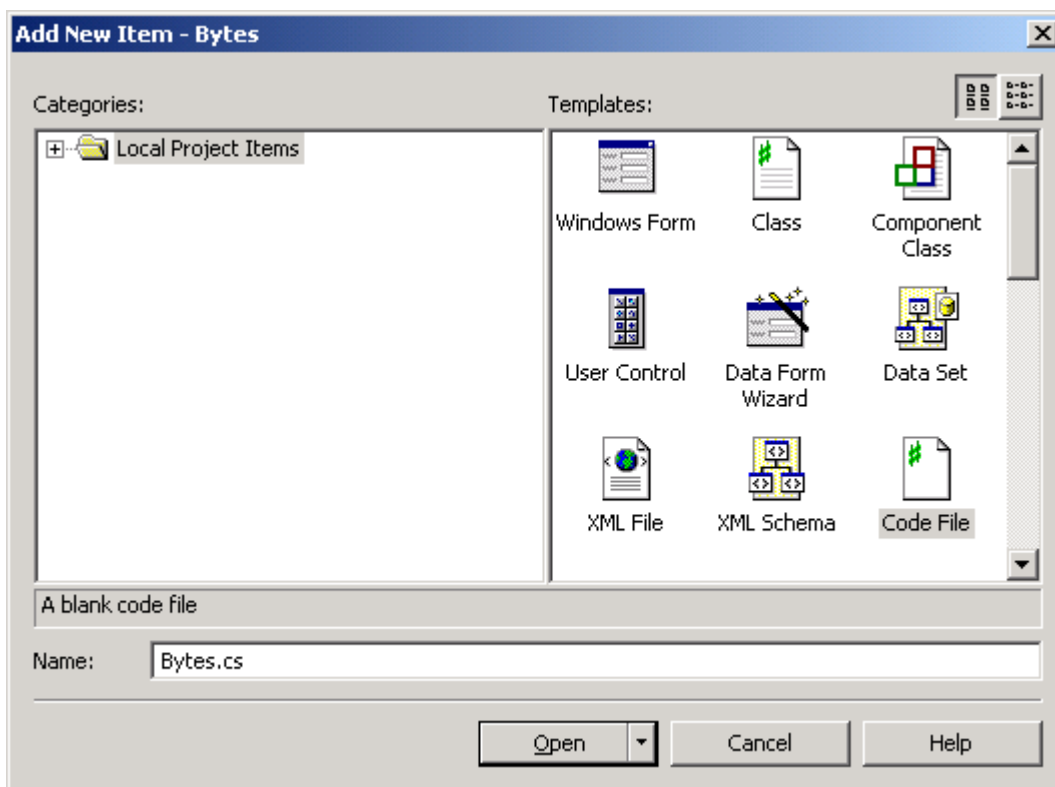 Add New Item - Bytes
Categories:
Templates:
Local Project Items
Windows Form
Class
Component
Class
User Control
Data Form
Wizard
Data Set
XML File
XML Schema
Code File
A blank code file
Name:
Bytes.cs
Open
Cancel
Help